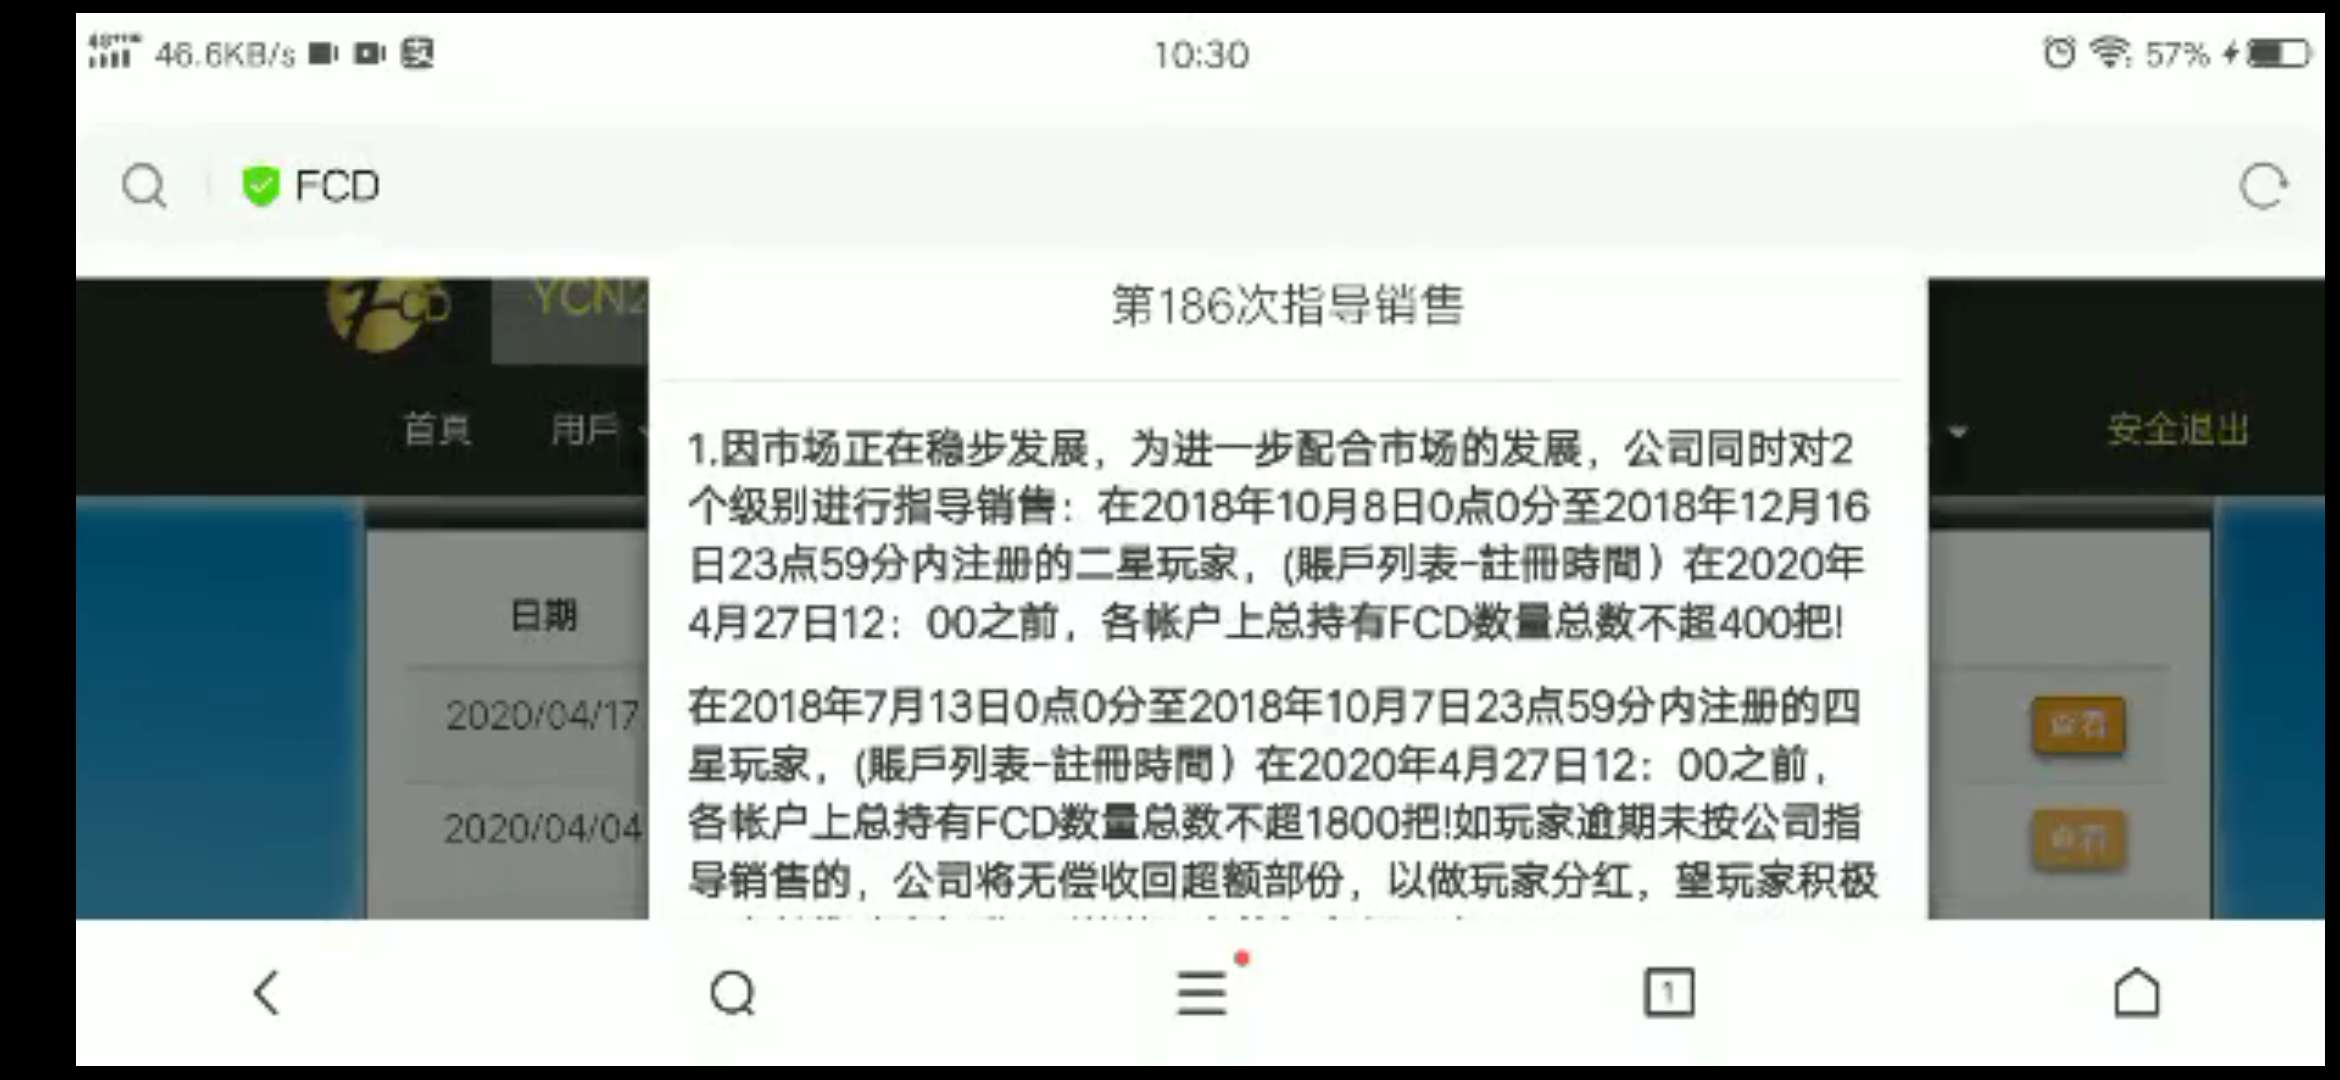 46.6KB/s
10:30
57%
FCD
FCD
YCN2
第186次指导销售
首頁
用戶
安全退出
1.因市场正在稳步发展，为进一步配合市场的发展，公司同时对2
个级别进行指导销售：在2018年10月8日0点0分至2018年12月16
日23点59分内注册的二星玩家，(賬戶列表-註冊時間）在2020年
4月27日12：00之前，各帐户上总持有FCD数量总数不超400把!
在2018年7月13日0点0分至2018年10月7日23点59分内注册的四
星玩家，(賬戶列表-註冊時間）在2020年4月27日12：00之前，
各帐户上总持有FCD数量总数不超1800把!如玩家逾期未按公司指
导销售的，公司将无偿收回超额部份，以做玩家分红，望玩家积极
日期
2020/04/17
查看
2020/04/04
查看
1